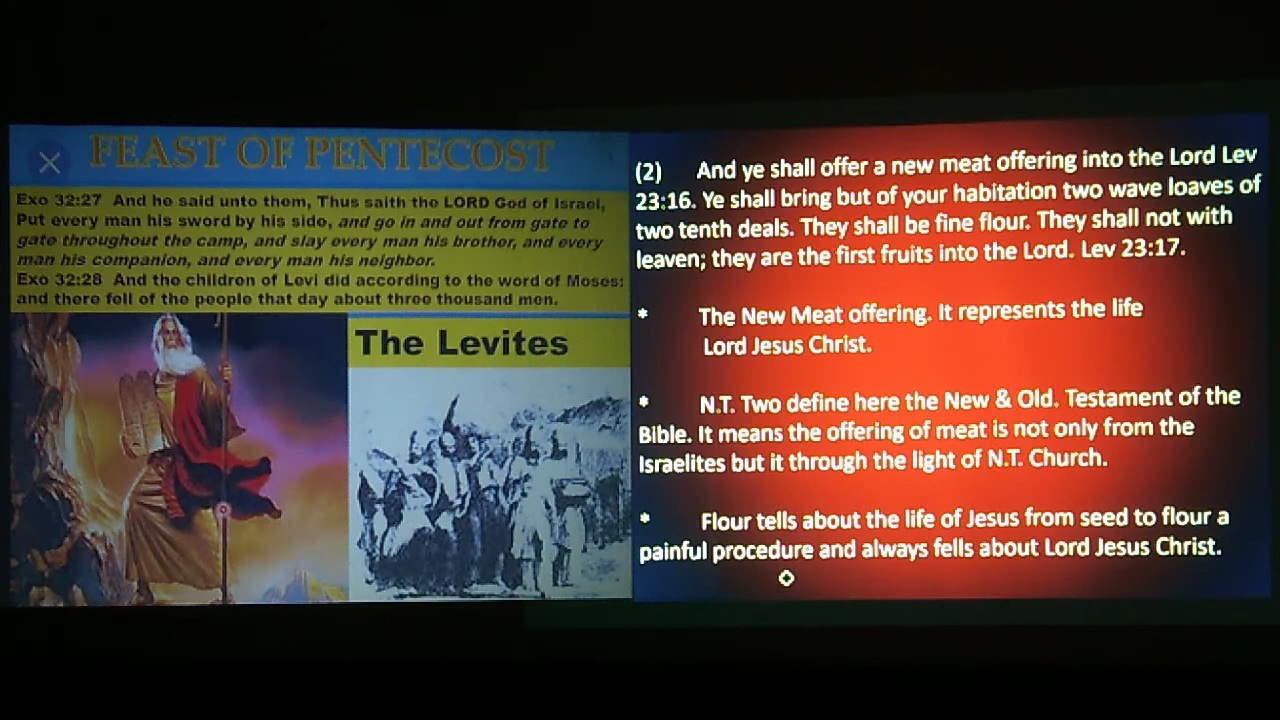 FEAST OF PENTECOST
Exo 32:27 And he said unto them, Thus saith the LORD God of Israel,
Put every man his sword by his side, and go in and out from gate to
gate throughout the camp, and slay every man his brother, and every
man his companion, and every man his neighbor.
Exo 32:28 And the children of Levi did according to the word of Moses:
and there fell of the people that day about three thousand men.
The Levites
(2) And ye shall offer a new meat offering into the Lord Lev
23:16. Ye shall bring but of your habitation two wave loaves of
two tenth deals. They shall be fine flour. They shall not with
leaven; they are the first fruits into the Lord. Lev 23:17.
* The New Meat offering. It represents the life
Lord Jesus Christ.
* N.T. Two define here the New & Old. Testament of the
Bible. It means the offering of meat is not only from the
Israelites but it through the light of N.T. Church.
* Flour tells about the life of Jesus from seed to flour a
painful procedure and always fells about Lord Jesus Christ.